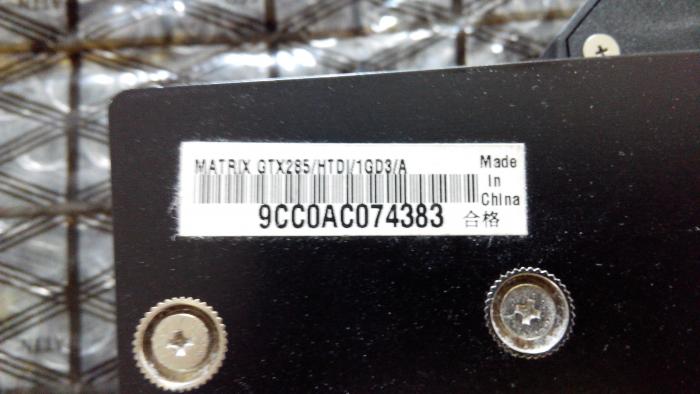 MATRIX GTX285/HTDI/1GD3/A
Made
In
China
9CC0AC074383
合格